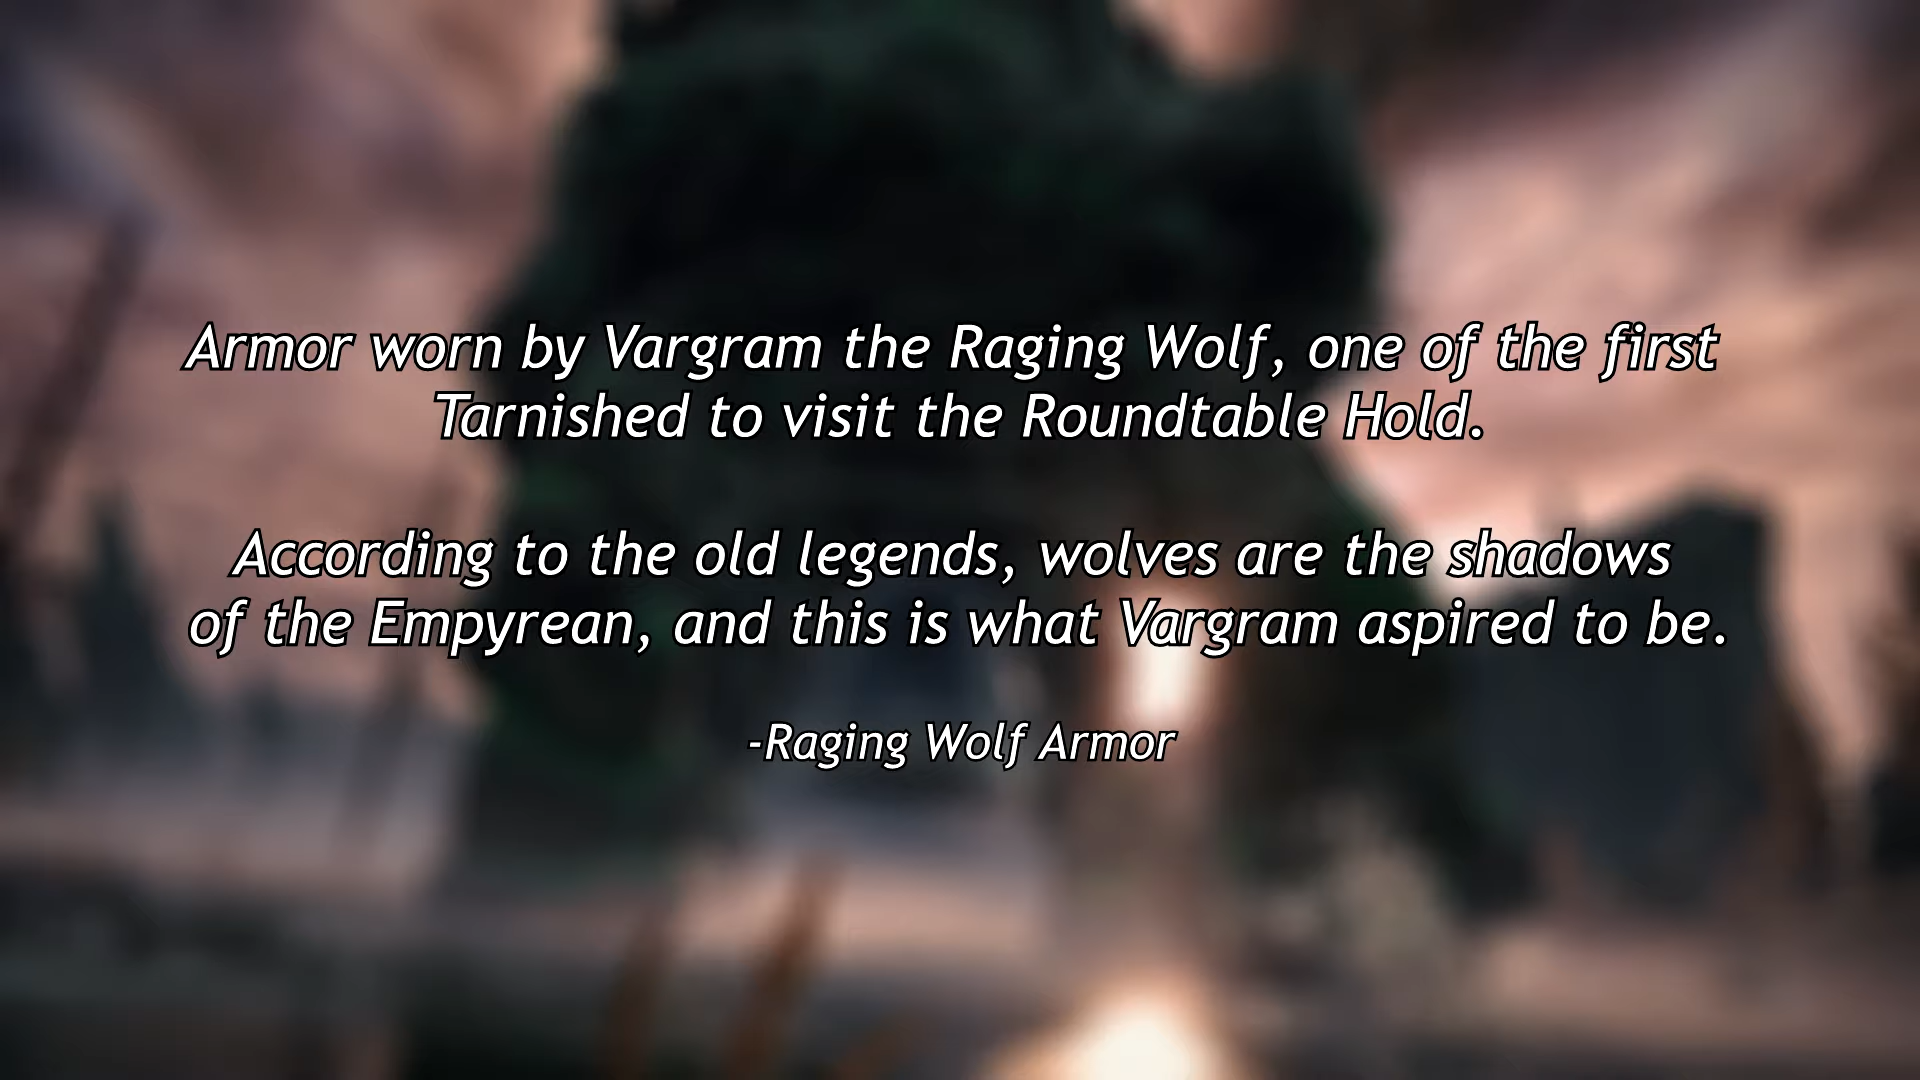 Armor worn by Vargram the Raging Wolf, one of the first
Tarnished to visit the Roundtable Hold.
According to the old legends, wolves are the shadows
of the Empyrean, and this is what Vargram aspired to be.
-Raging Wolf Armor